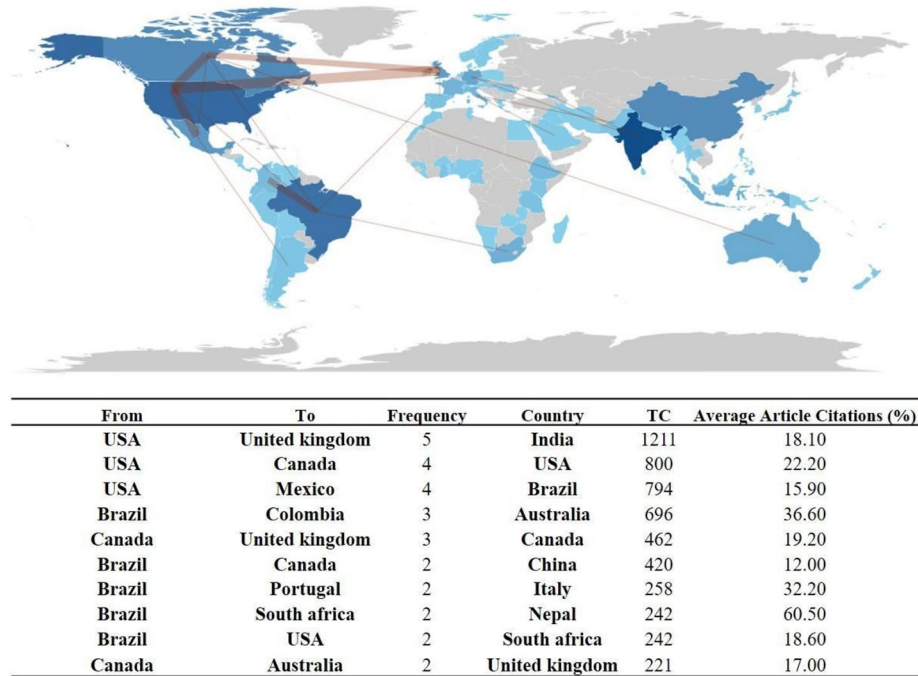 From To Frequency Country TC Average Article Citations (%)
USA United kingdom 5 India 1211 18.10
USA Canada 4 USA 800 22.20
USA Mexico 4 Brazil 794 15.90
Brazil Colombia 3 Australia 696 36.60
Canada United kingdom 3 Canada 462 19.20
Brazil Canada 2 China 420 12.00
Brazil Portugal 2 Italy 258 32.20
Brazil South africa 2 Nepal 242 60.50
Brazil USA 2 South africa 242 18.60
Canada Australia 2 United kingdom 221 17.00